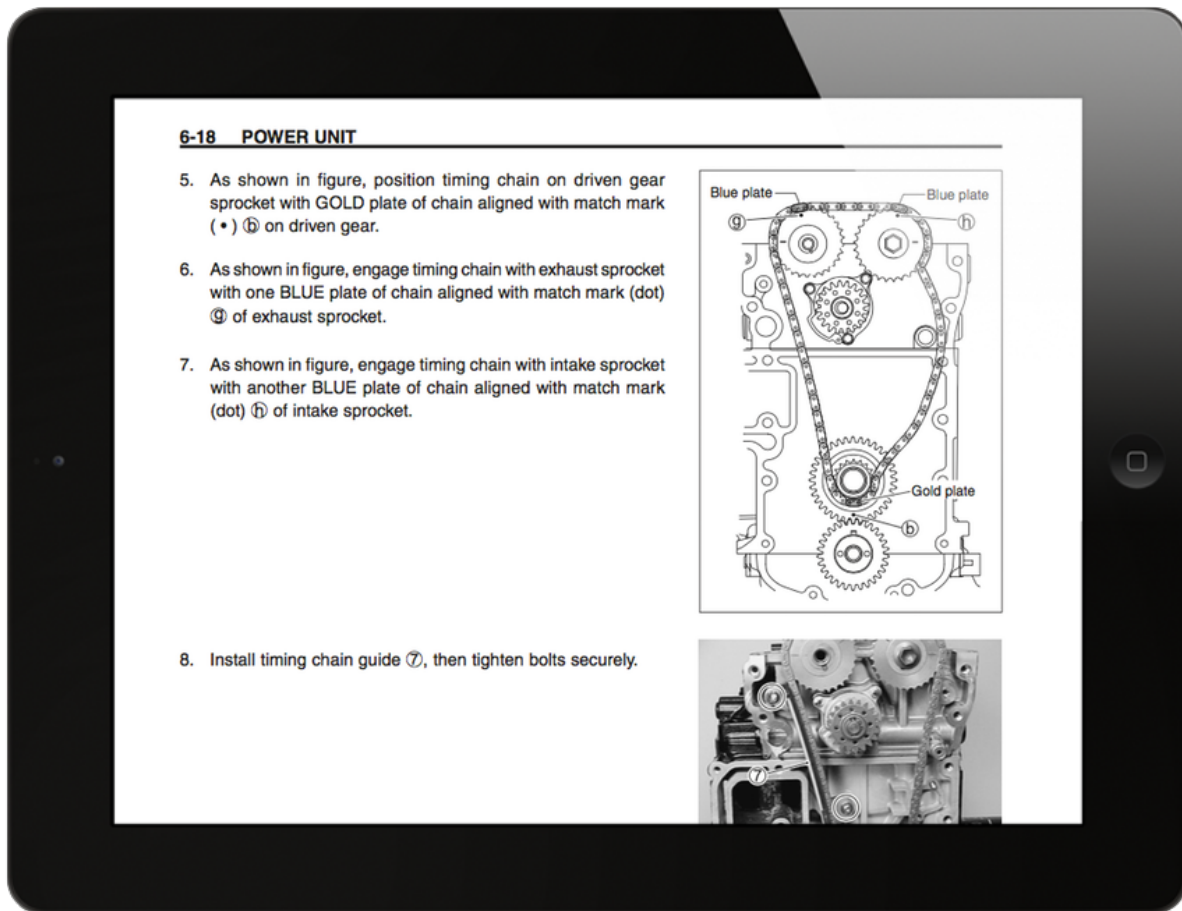 6-18 POWER UNIT
5. As shown in figure, position timing chain on driven gear
sprocket with GOLD plate of chain aligned with match mark
( • ) ⓑ on driven gear.
6. As shown in figure, engage timing chain with exhaust sprocket
with one BLUE plate of chain aligned with match mark (dot)
ⓖ of exhaust sprocket.
7. As shown in figure, engage timing chain with intake sprocket
with another BLUE plate of chain aligned with match mark
(dot) ⓗ of intake sprocket.
Blue plate
Blue plate
ⓖ
ⓗ
Gold plate
ⓑ
8. Install timing chain guide ⑦, then tighten bolts securely.
⑦